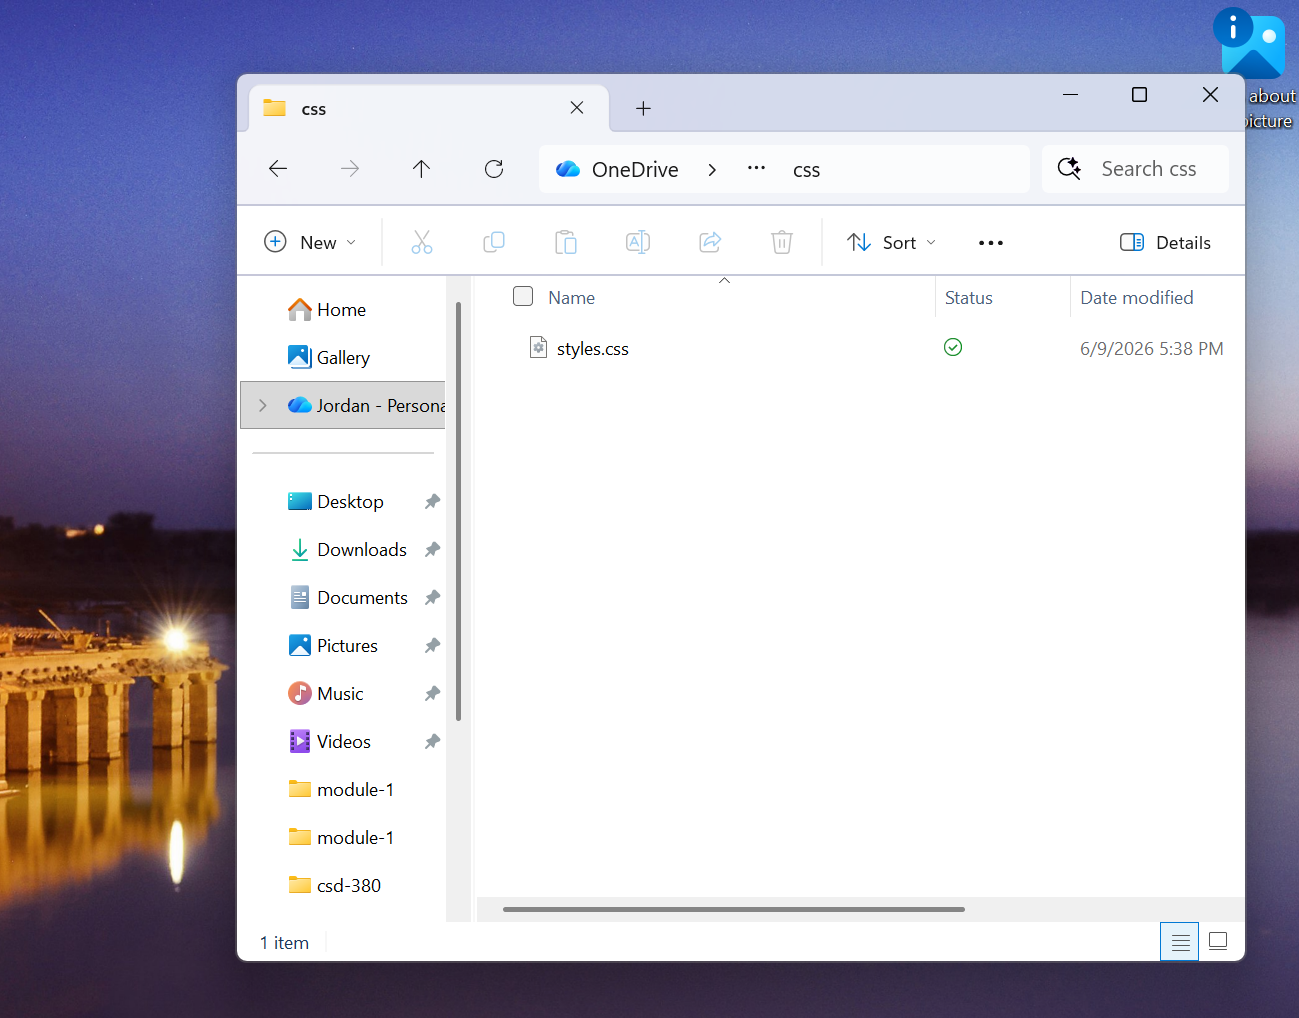 about
picture
css
OneDrive > ··· css
Search css
New
Sort
Details
Name
Status
Date modified
styles.css
6/9/2026 5:38 PM
Home
Gallery
Jordan - Persona
Desktop
Downloads
Documents
Pictures
Music
Videos
module-1
module-1
csd-380
1 item